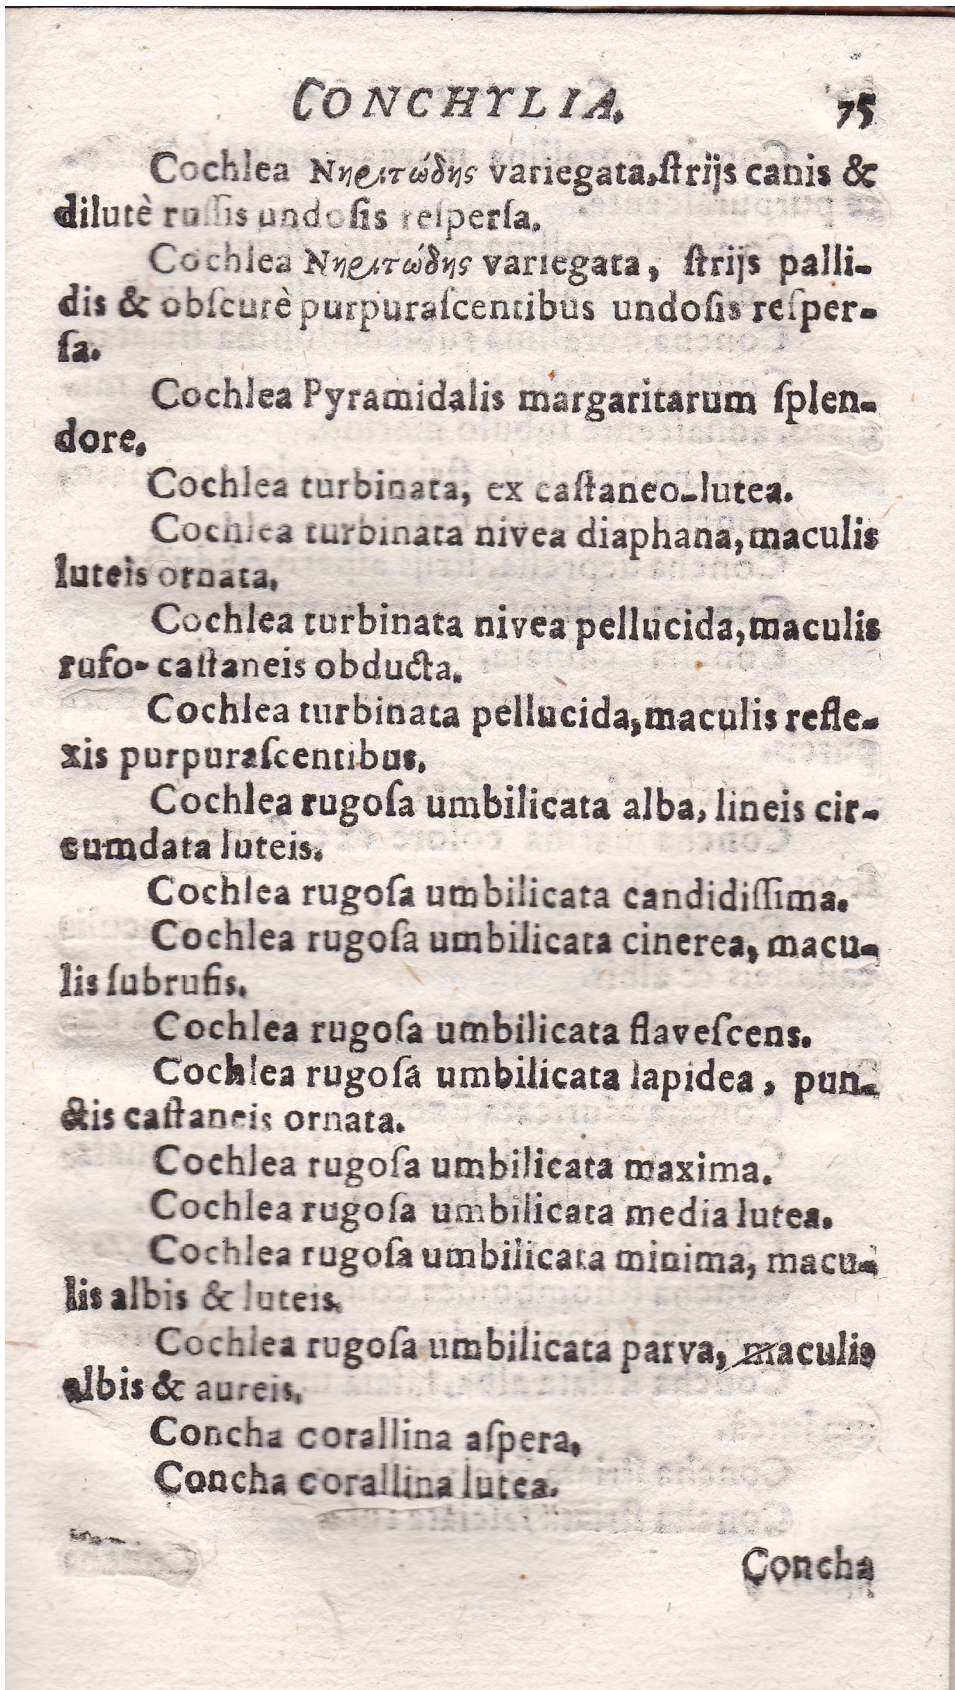 CONCHYLIA. 75
Cochlea Νηριτώδης variegata, ſtrijs canis &
dilutè ruſſis undoſis reſperſa.
Cochlea Νηριτώδης variegata, ſtrijs palli-
dis & obſcurè purpuraſcentibus undoſis reſper-
ſa.
Cochlea Pyramidalis margaritarum ſplen-
dore.
Cochlea turbinata, ex caſtaneo-lutea.
Cochlea turbinata nivea diaphana, maculis
luteis ornata.
Cochlea turbinata nivea pellucida, maculis
rufo-caſtaneis obducta.
Cochlea turbinata pellucida, maculis refle-
xis purpuraſcentibus.
Cochlea rugoſa umbilicata alba, lineis cir-
cumdata luteis.
Cochlea rugoſa umbilicata candidiſſima.
Cochlea rugoſa umbilicata cinerea, macu-
lis ſubrufis.
Cochlea rugoſa umbilicata flaveſcens.
Cochlea rugoſa umbilicata lapidea, pun-
ctis caſtaneis ornata.
Cochlea rugoſa umbilicata maxima.
Cochlea rugoſa umbilicata media lutea.
Cochlea rugoſa umbilicata minima, macu-
lis albis & luteis.
Cochlea rugoſa umbilicata parva, maculis
albis & aureis.
Concha corallina aſpera.
Concha corallina lutea.
Concha